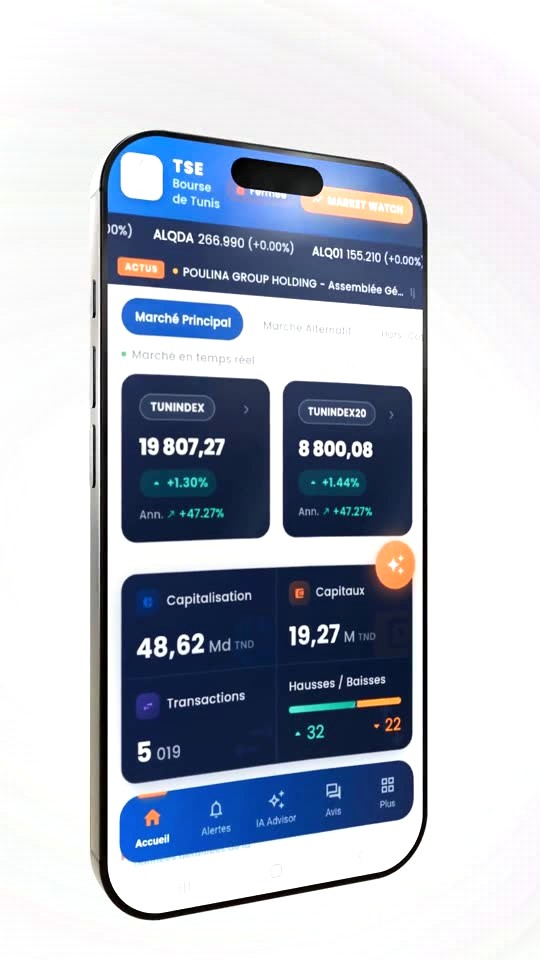 TSE
Bourse
de Tunis
Fermée
MARKET WATCH
00%)
ALQDA 266.990 (+0.00%)
ALQ01 155.210 (+0.00%)
ACTUS
POULINA GROUP HOLDING - Assemblée Gé...
Marché Principal
Marché Alternatif
Marché en temps réel
TUNINDEX
19 807,27
+1.30%
Ann. ↗ +47.27%
TUNINDEX20
8 800,08
+1.44%
Ann. ↗ +47.27%
Capitalisation
48,62 Md TND
Capitaux
19,27 M TND
Transactions
5 019
Hausses / Baisses
32
22
Accueil
Alertes
IA Advisor
Avis
Plus